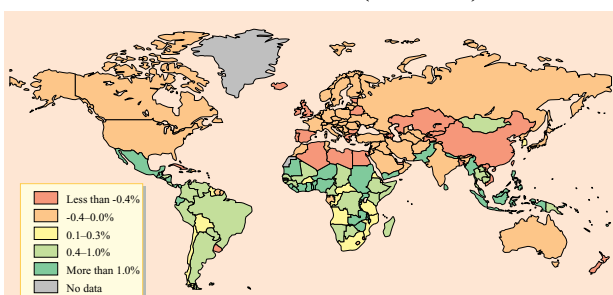 Less than -0.4%
-0.4–0.0%
0.1–0.3%
0.4–1.0%
More than 1.0%
No data